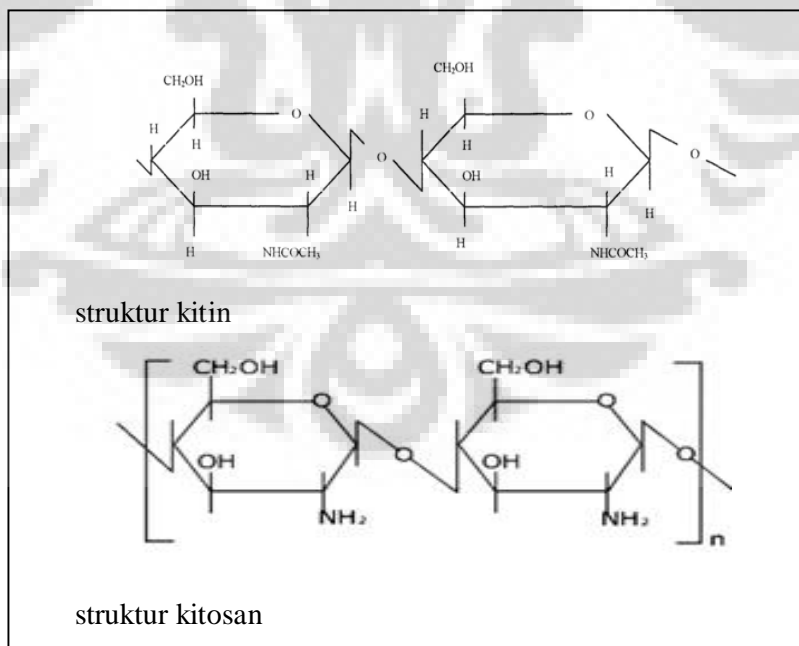 CH₂OH CH₂OH
O O
H H
H H
O O
OH H OH H
H H
H NHCOCH₃ H NHCOCH₃
struktur kitin
CH₂OH CH₂OH
O O
OH O OH O
NH₂ NH₂
n
struktur kitosan